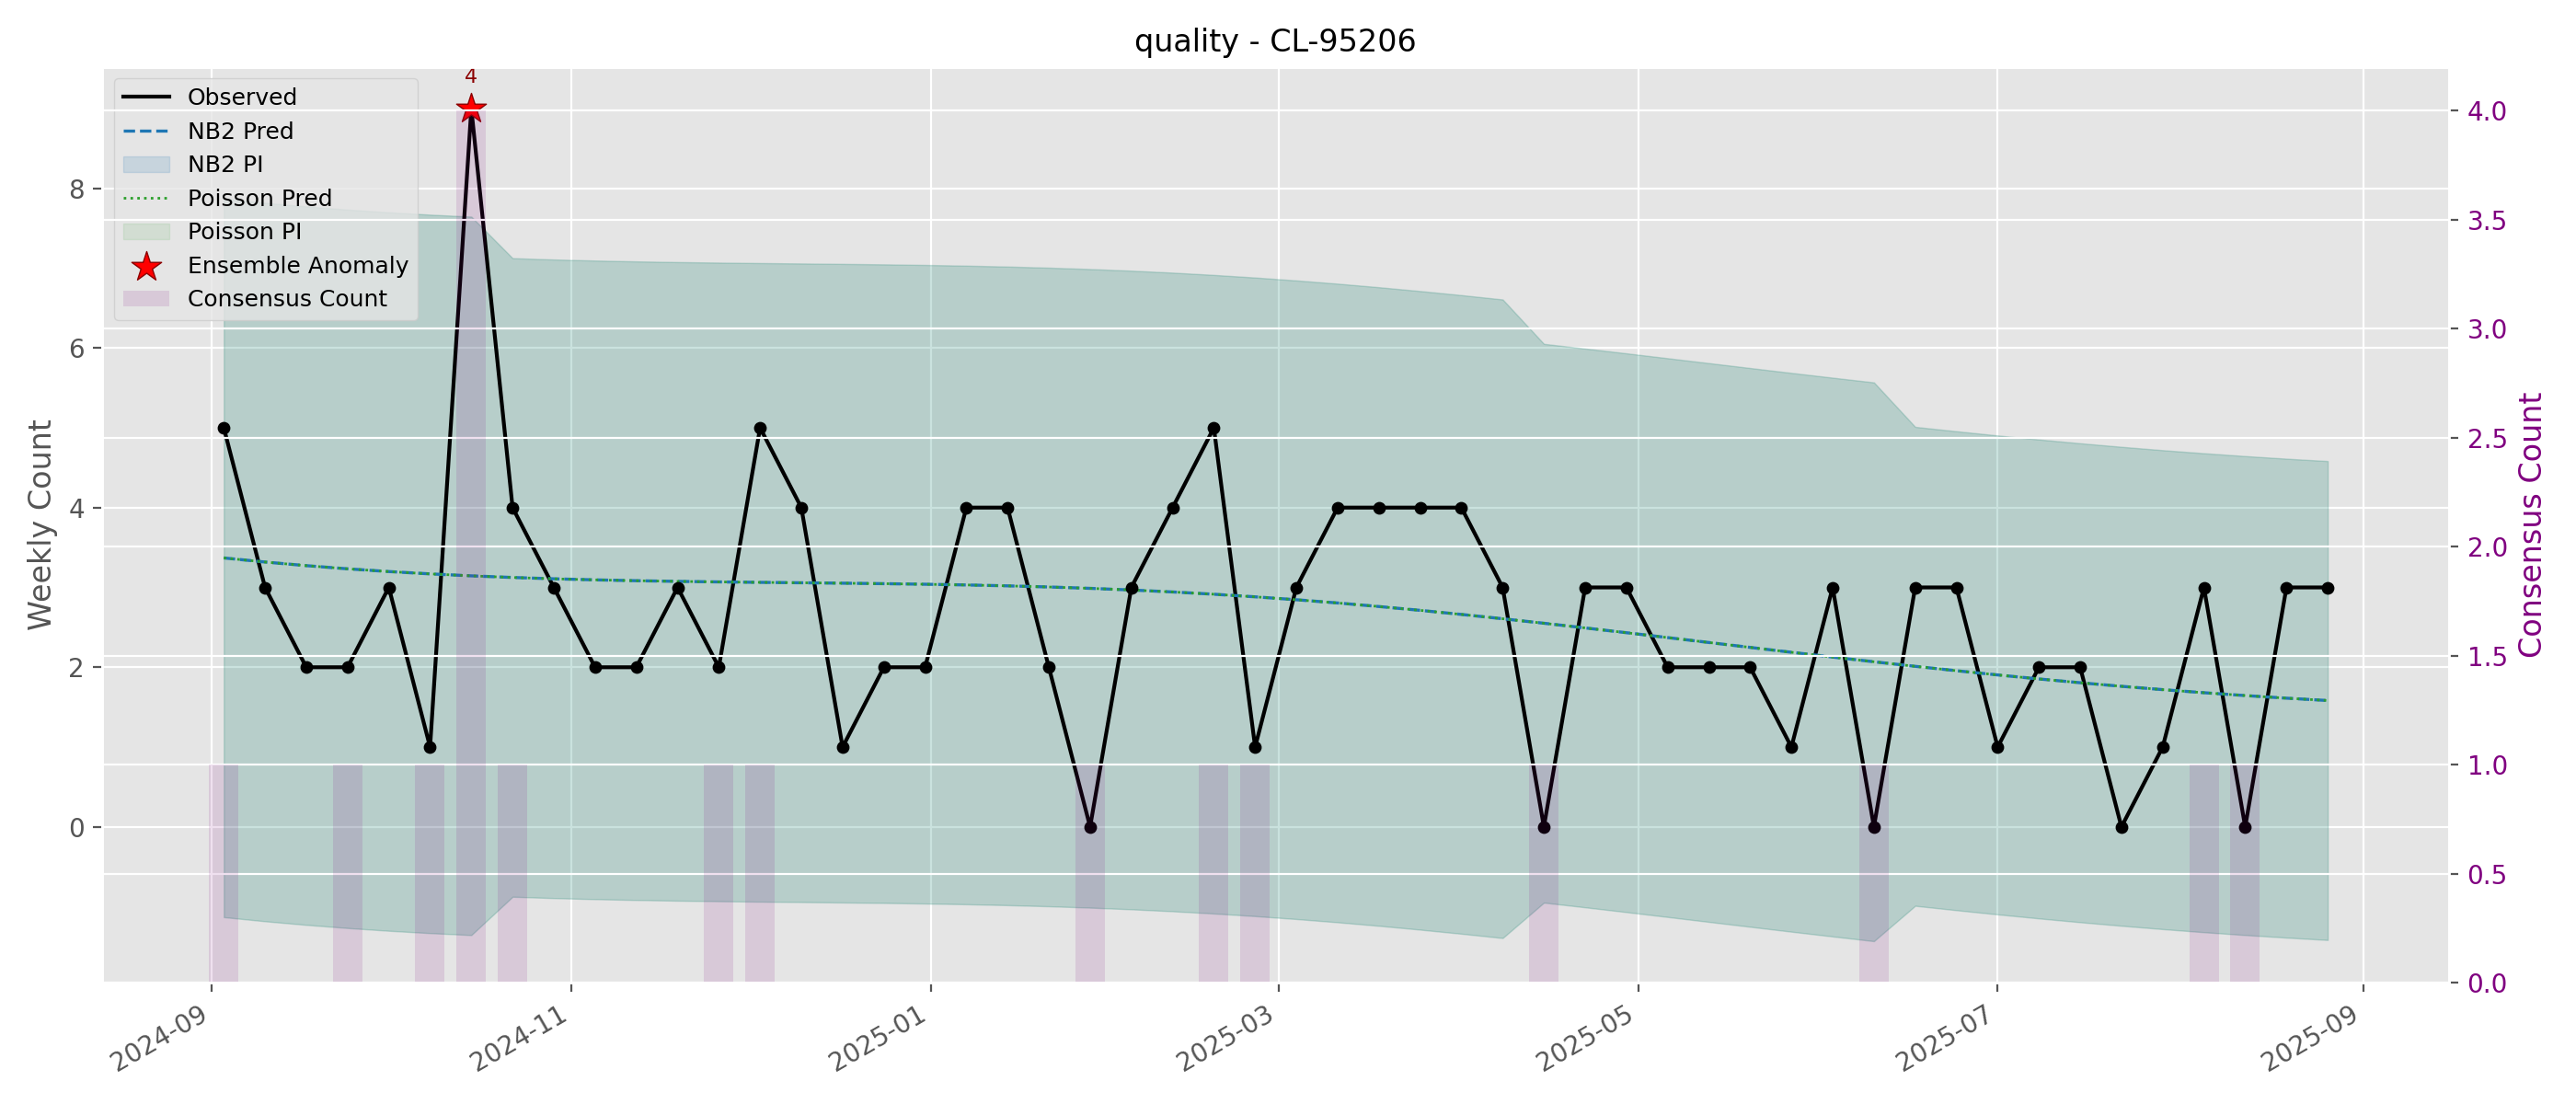 quality - CL-95206
4
Observed
NB2 Pred
NB2 PI
Poisson Pred
Poisson PI
Ensemble Anomaly
Consensus Count
Weekly Count
8
6
4
2
0
4.0
3.5
3.0
2.5
2.0
1.5
1.0
0.5
0.0
Consensus Count
2024-09
2024-11
2025-01
2025-03
2025-05
2025-07
2025-09